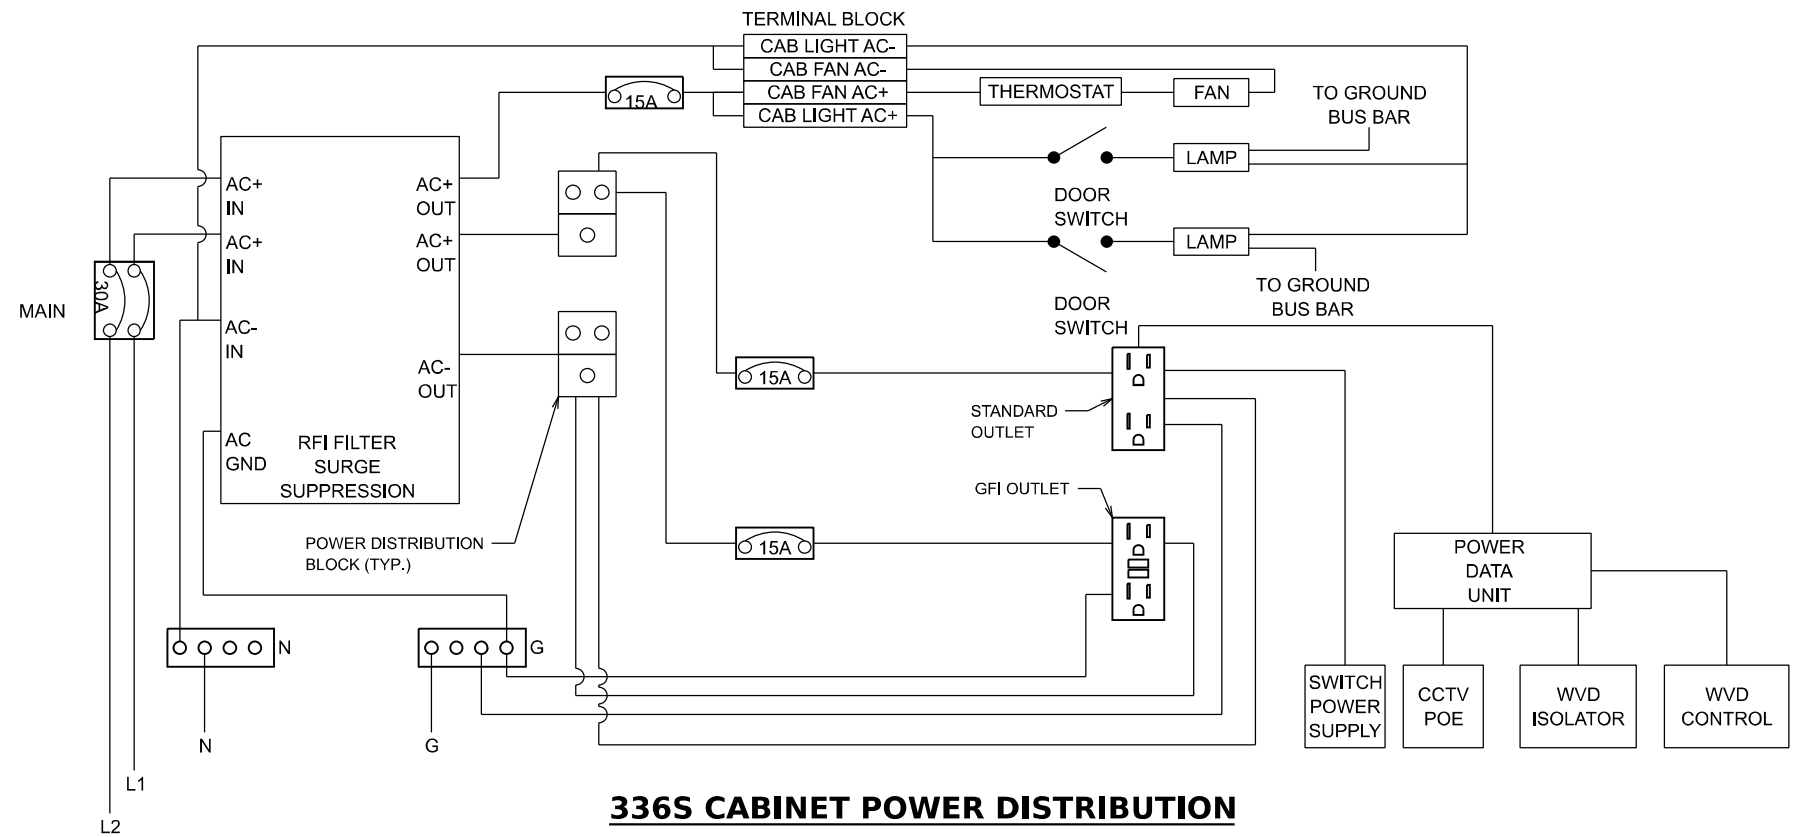 TERMINAL BLOCK
CAB LIGHT AC-
CAB FAN AC-
CAB FAN AC+
CAB LIGHT AC+
15A
THERMOSTAT
FAN
TO GROUND
BUS BAR
LAMP
DOOR
SWITCH
LAMP
TO GROUND
BUS BAR
DOOR
SWITCH
AC+
IN
AC+
IN
AC-
IN
AC
GND
AC+
OUT
AC+
OUT
AC-
OUT
RFI FILTER
SURGE
SUPPRESSION
MAIN
30A
15A
STANDARD
OUTLET
GFI OUTLET
15A
POWER DISTRIBUTION
BLOCK (TYP.)
POWER
DATA
UNIT
N
G
SWITCH
POWER
SUPPLY
CCTV
POE
WVD
ISOLATOR
WVD
CONTROL
N
G
L1
L2
336S CABINET POWER DISTRIBUTION